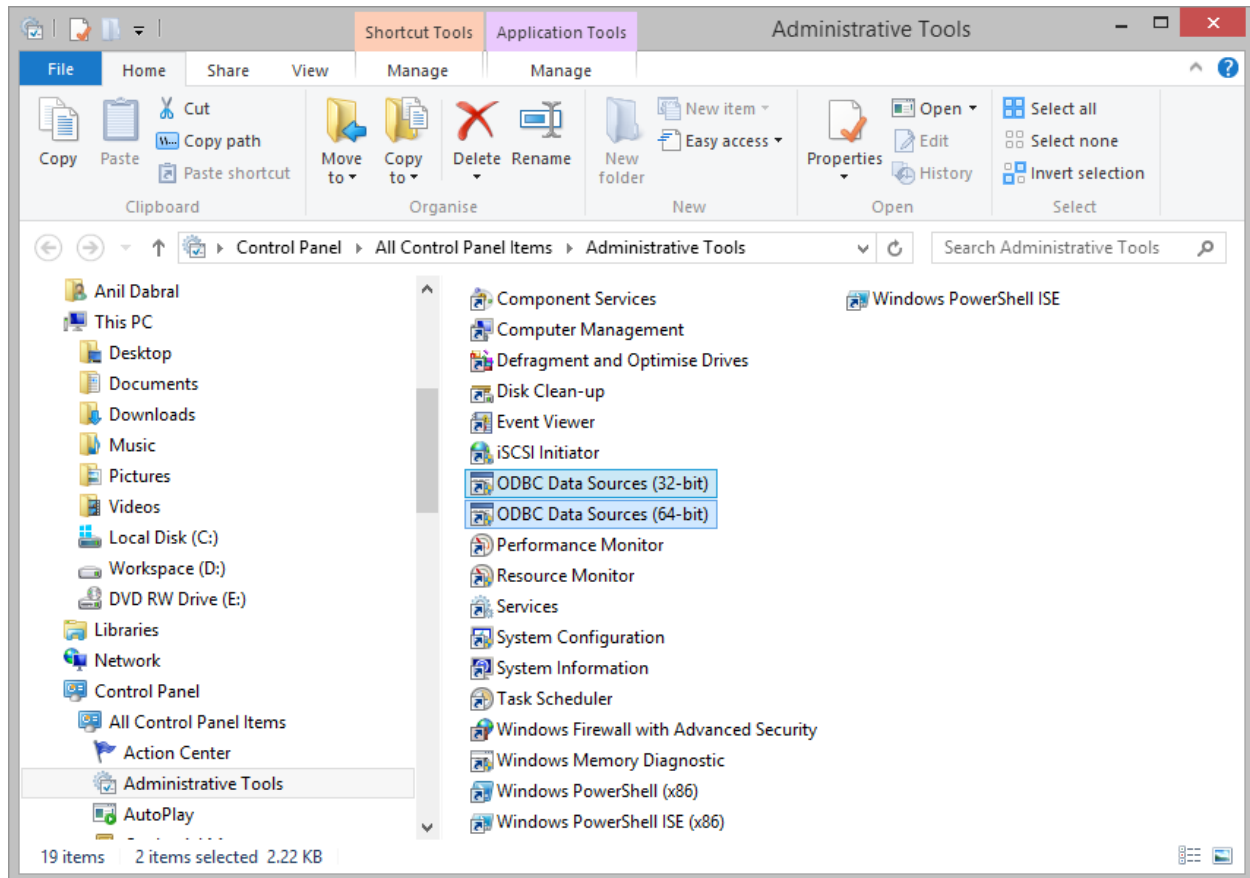 Shortcut Tools Application Tools Administrative Tools
File Home Share View Manage Manage
Copy
Paste
Cut
Copy path
Paste shortcut
Clipboard
Move to
Copy to
Delete
Rename
Organise
New folder
New item
Easy access
New
Properties
Open
Edit
History
Open
Select all
Select none
Invert selection
Select
Control Panel All Control Panel Items Administrative Tools
Search Administrative Tools
Anil Dabral
This PC
Desktop
Documents
Downloads
Music
Pictures
Videos
Local Disk (C:)
Workspace (D:)
DVD RW Drive (E:)
Libraries
Network
Control Panel
All Control Panel Items
Action Center
Administrative Tools
AutoPlay
Component Services
Computer Management
Defragment and Optimise Drives
Disk Clean-up
Event Viewer
iSCSI Initiator
ODBC Data Sources (32-bit)
ODBC Data Sources (64-bit)
Performance Monitor
Resource Monitor
Services
System Configuration
System Information
Task Scheduler
Windows Firewall with Advanced Security
Windows Memory Diagnostic
Windows PowerShell (x86)
Windows PowerShell ISE (x86)
Windows PowerShell ISE
19 items 2 items selected 2.22 KB